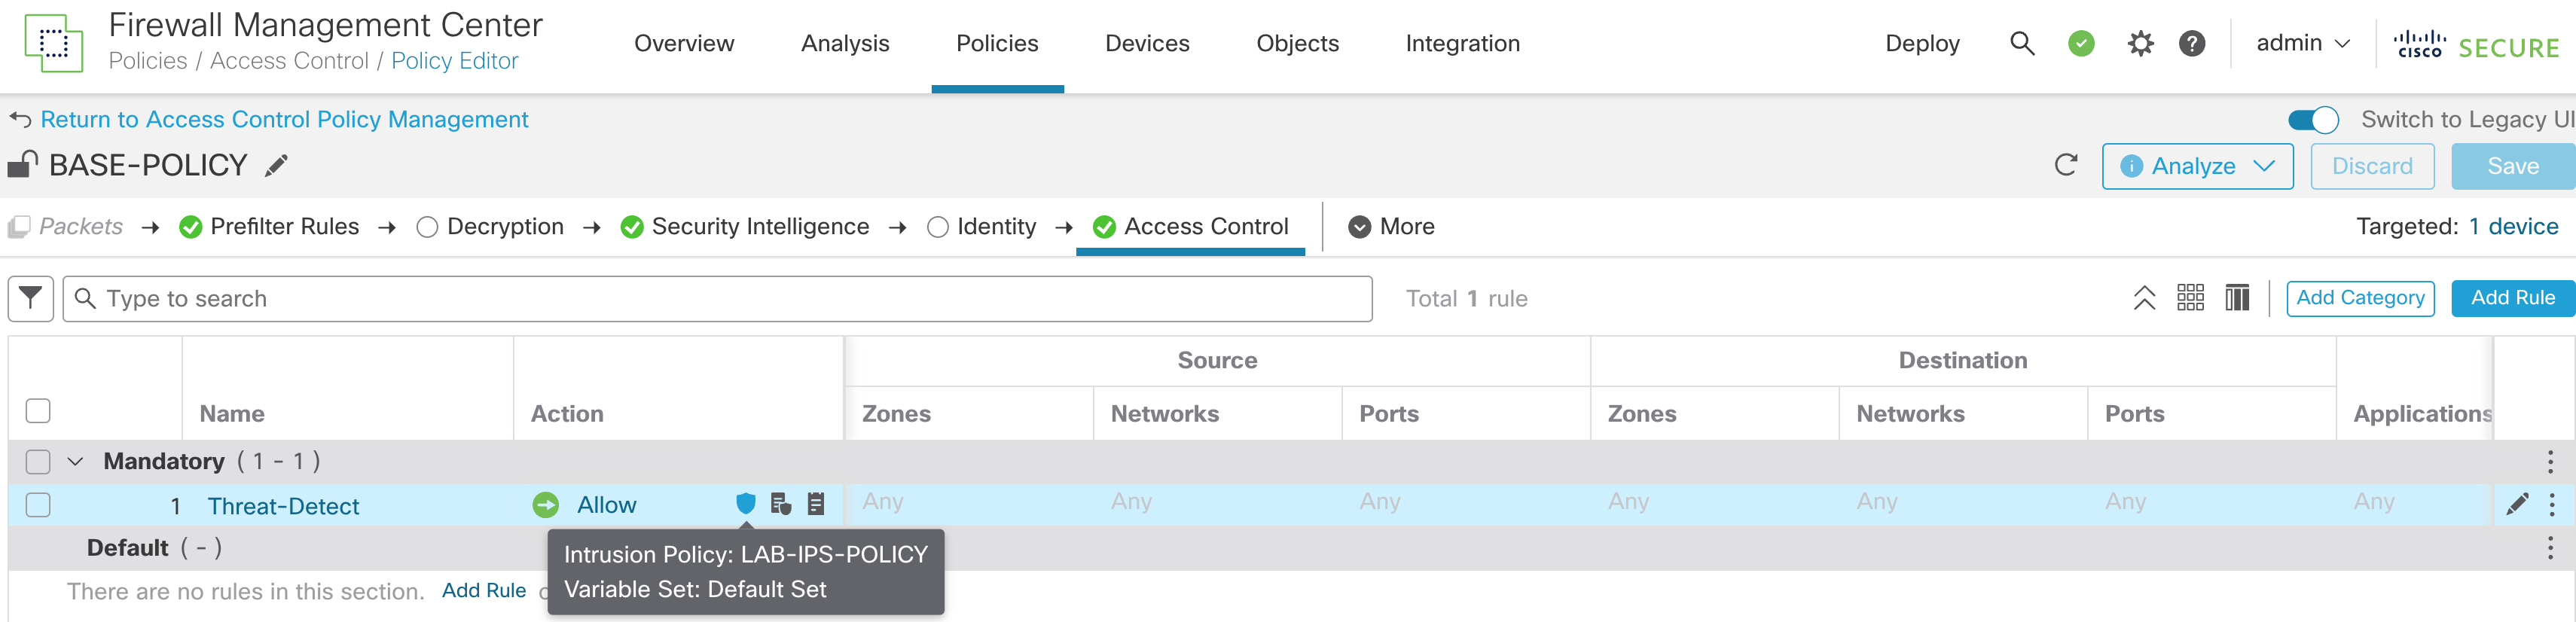 Firewall Management Center
Policies / Access Control / Policy Editor
Overview
Analysis
Policies
Devices
Objects
Integration
Deploy
admin
cisco SECURE
Return to Access Control Policy Management
Switch to Legacy UI
BASE-POLICY
Analyze
Discard
Save
Packets
Prefilter Rules
Decryption
Security Intelligence
Identity
Access Control
More
Targeted: 1 device
Type to search
Total 1 rule
Add Category
Add Rule
Source
Destination
Name
Action
Zones
Networks
Ports
Zones
Networks
Ports
Applications
Mandatory ( 1 - 1 )
1 Threat-Detect Allow Any Any Any Any Any Any Any
Default ( - )
Intrusion Policy: LAB-IPS-POLICY
Variable Set: Default Set
There are no rules in this section. Add Rule